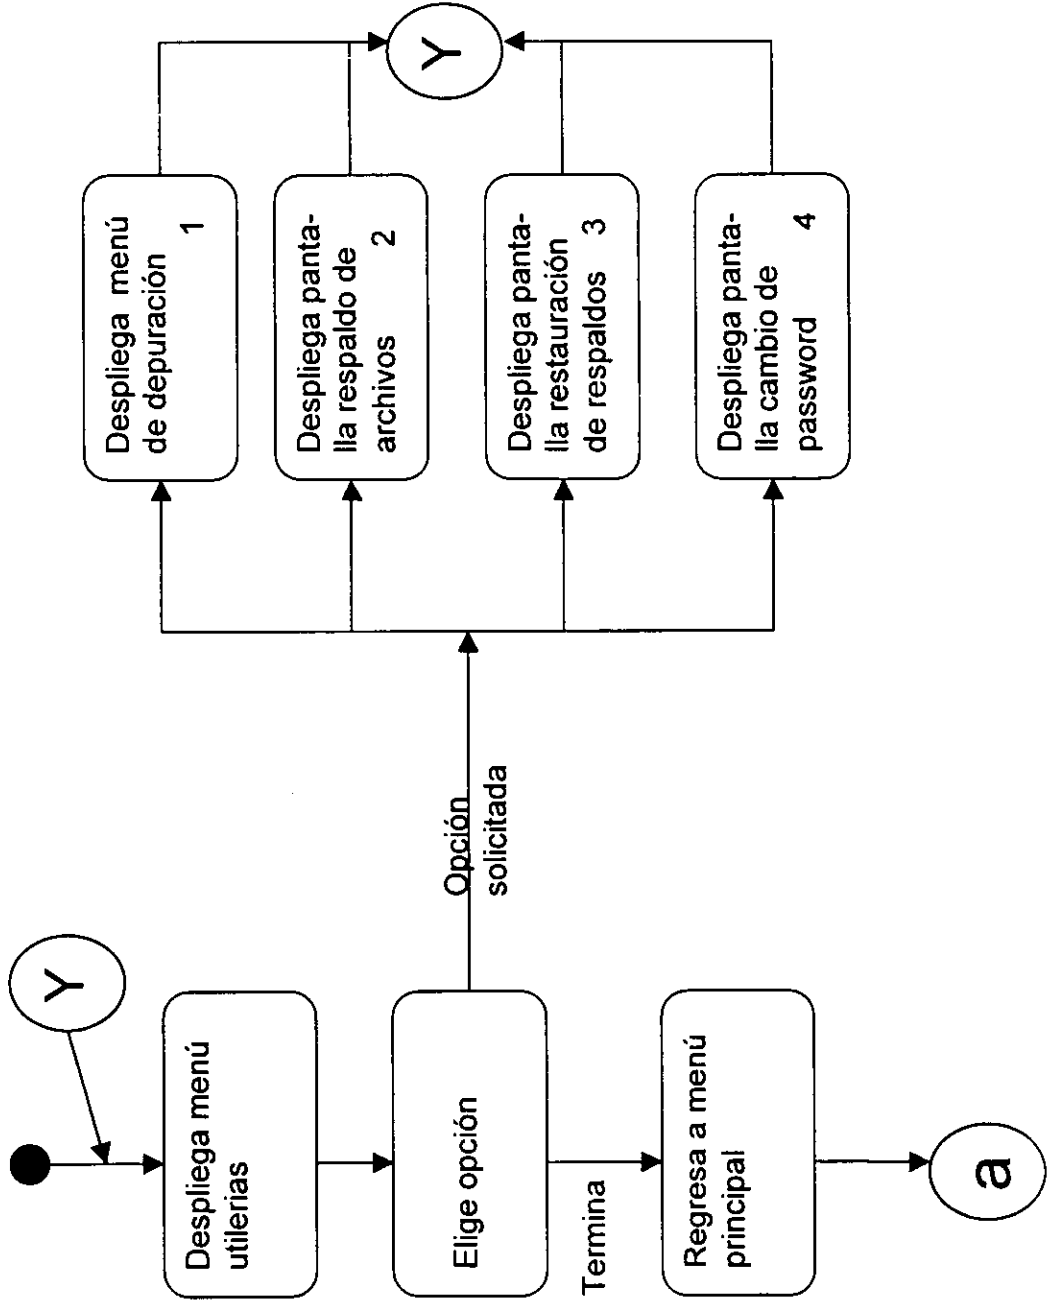 Y
Despliega menú
utilerias
Elige opción
Termina
Regresa a menú
principal
a
Opción
solicitada
Despliega menú
de depuración 1
Despliega panta-
lla respaldo de
archivos 2
Despliega panta-
lla restauración
de respaldos 3
Despliega panta-
lla cambio de
password 4
Y